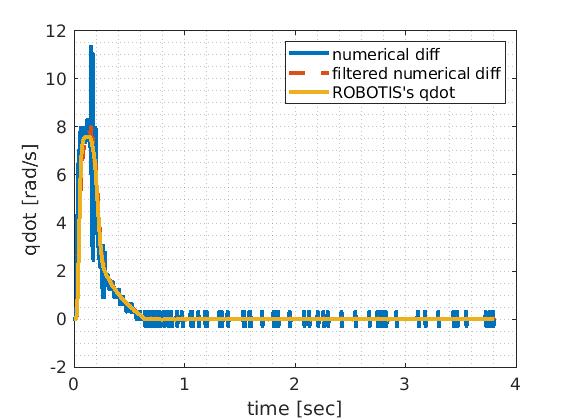 12
10
8
6
4
2
0
-2
0 1 2 3 4
qdot [rad/s]
time [sec]
numerical diff
filtered numerical diff
ROBOTIS's qdot